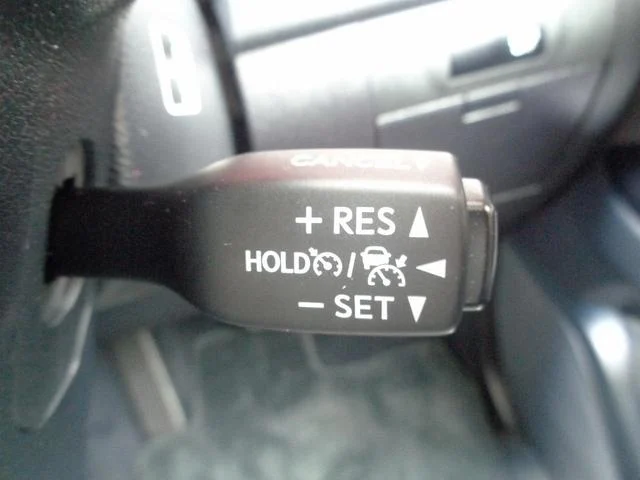 CANCEL
+ RES ▲
HOLD / ◀
– SET ▼